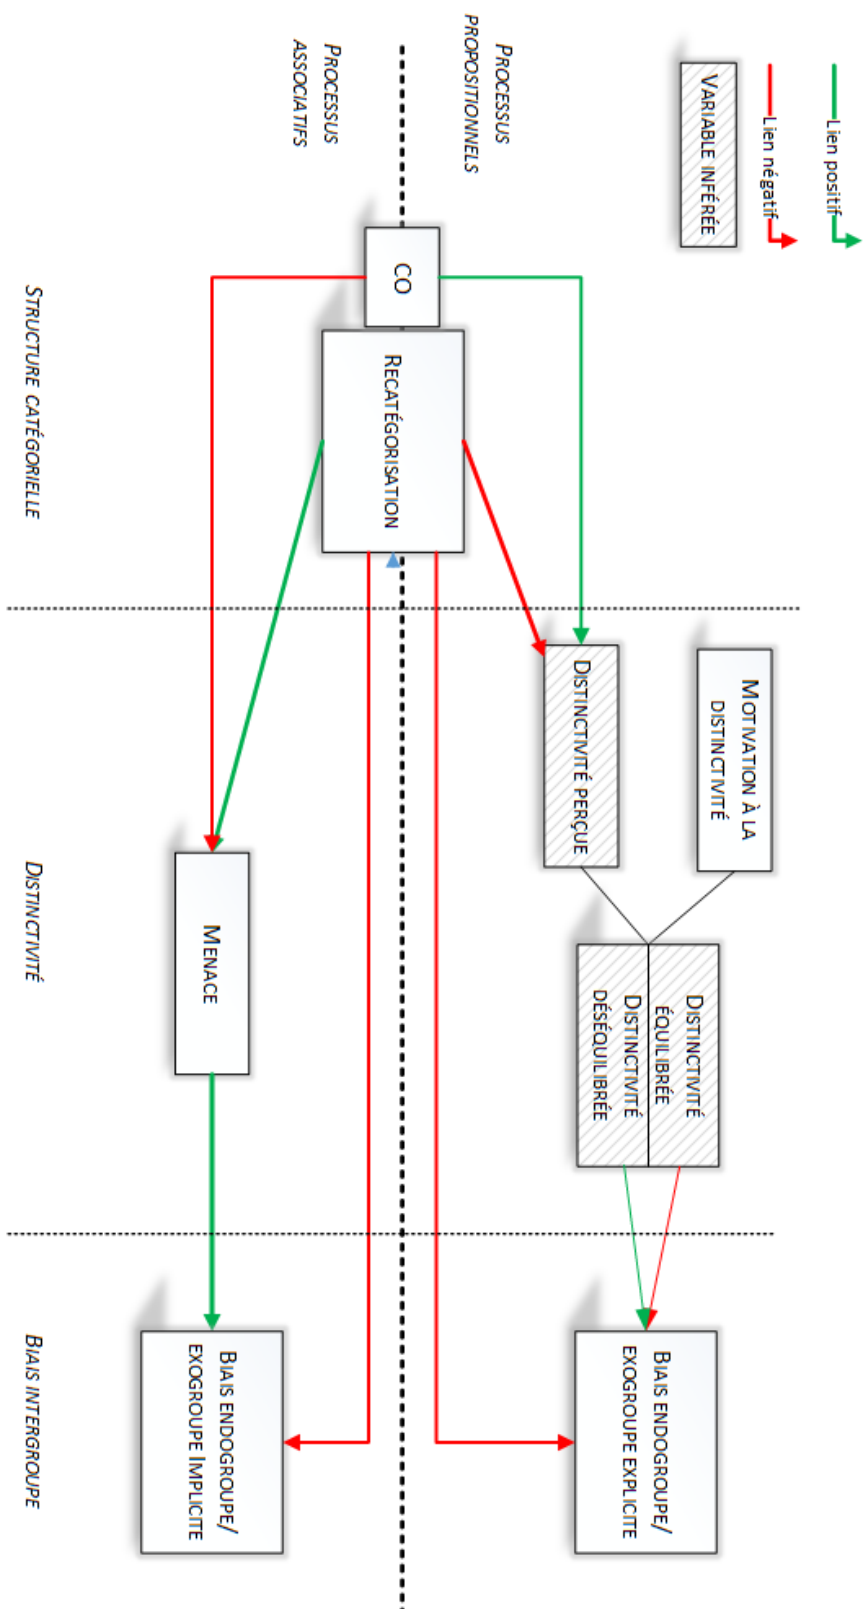 Lien positif
Lien négatif
VARIABLE INFÉRÉE
PROCESSUS
PROPOSITIONNELS
PROCESSUS
ASSOCIATIFS
MOTIVATION À LA
DISTINCTIVITÉ
DISTINCTIVITÉ PERÇUE
DISTINCTIVITÉ
ÉQUILIBRÉE
DISTINCTIVITÉ
DÉSÉQUILIBRÉE
BIAIS ENDOGROUPE/
EXOGROUPE EXPLICITE
CO
RECATÉGORISATION
MENACE
BIAIS ENDOGROUPE/
EXOGROUPE IMPLICITE
STRUCTURE CATÉGORIELLE
DISTINCTIVITÉ
BIAIS INTERGROUPE